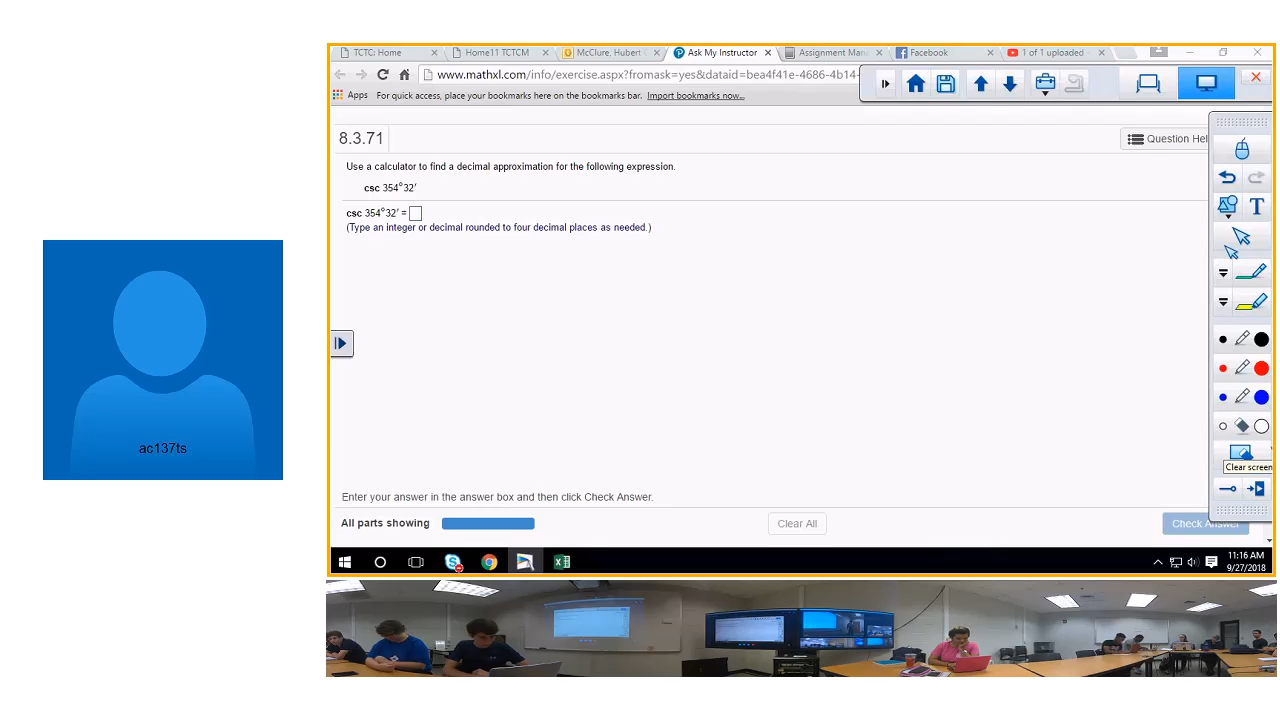 TCTC: Home
Home11 TCTCM
McClure, Hubert C
Ask My Instructor
Assignment Man
Facebook
1 of 1 uploaded -
www.mathxl.com/info/exercise.aspx?fromask=yes&dataid=bea4f41e-4686-4b14-
Apps For quick access, place your bookmarks here on the bookmarks bar. Import bookmarks now...
8.3.71
Question Hel
Use a calculator to find a decimal approximation for the following expression.
csc 354°32′
csc 354°32′ =
(Type an integer or decimal rounded to four decimal places as needed.)
T
ac137ts
Clear screen
Enter your answer in the answer box and then click Check Answer.
All parts showing
Clear All
Check Answer
11:16 AM
9/27/2018